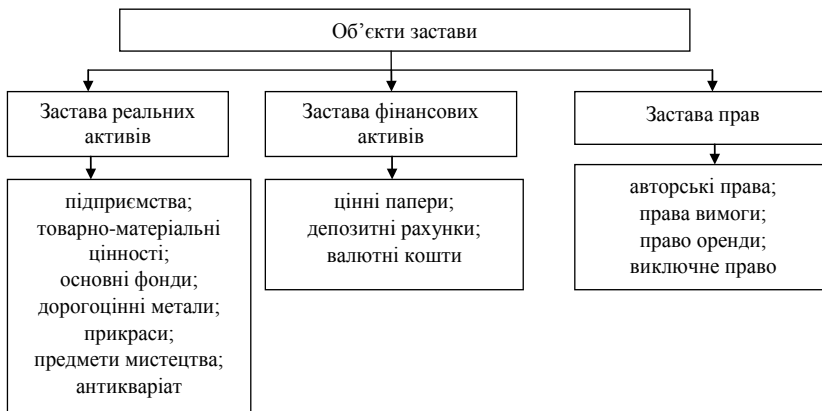 Об’єкти застави
Застава реальних
активів
Застава фінансових
активів
Застава прав
підприємства;
товарно-матеріальні
цінності;
основні фонди;
дорогоцінні метали;
прикраси;
предмети мистецтва;
антикваріат
цінні папери;
депозитні рахунки;
валютні кошти
авторські права;
права вимоги;
право оренди;
виключне право